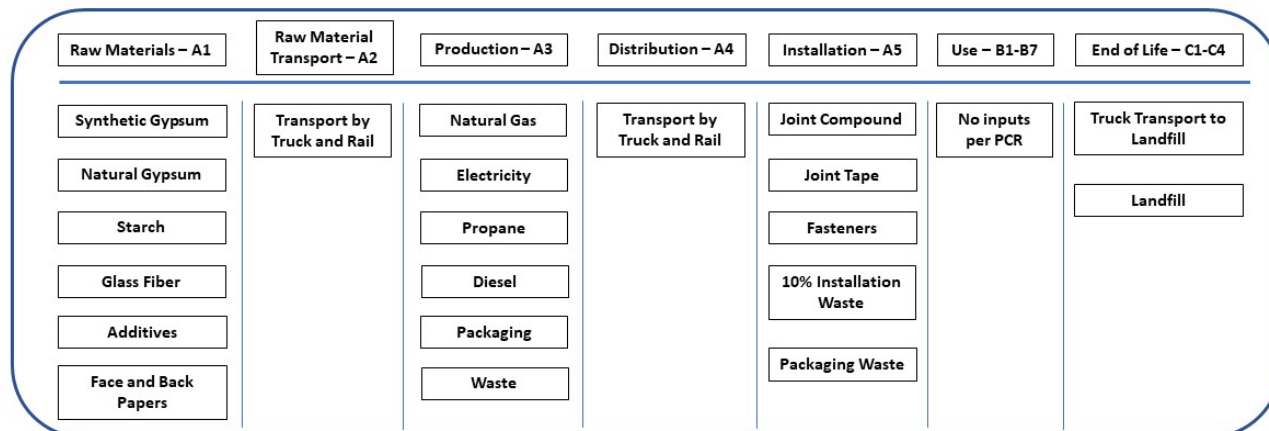 Raw Materials – A1
Raw Material
Transport – A2
Production – A3
Distribution – A4
Installation – A5
Use – B1-B7
End of Life – C1-C4
Synthetic Gypsum
Natural Gypsum
Starch
Glass Fiber
Additives
Face and Back
Papers
Transport by
Truck and Rail
Natural Gas
Electricity
Propane
Diesel
Packaging
Waste
Transport by
Truck and Rail
Joint Compound
Joint Tape
Fasteners
10% Installation
Waste
Packaging Waste
No inputs
per PCR
Truck Transport to
Landfill
Landfill